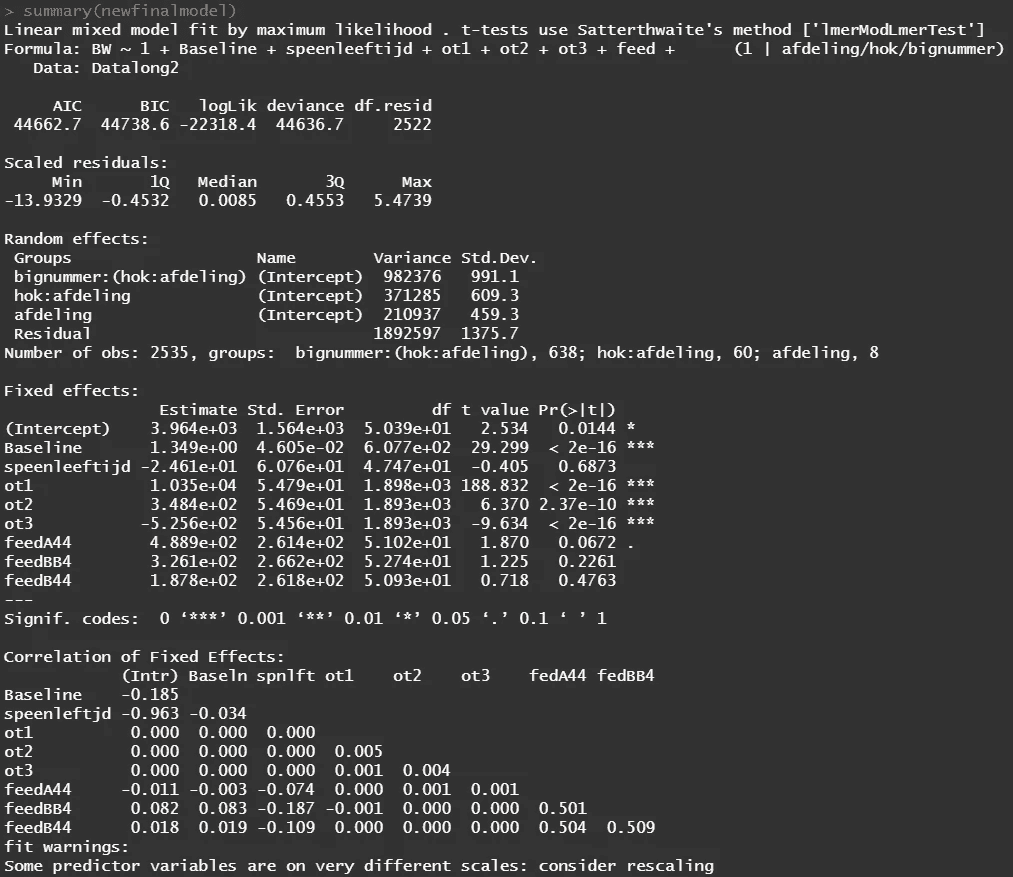 > summary(newfinalmodel)
Linear mixed model fit by maximum likelihood . t-tests use Satterthwaite's method ['lmerModLmerTest']
Formula: BW ~ 1 + Baseline + speenleeftijd + ot1 + ot2 + ot3 + feed +      (1 | afdeling/hok/bignummer)
   Data: Datalong2

     AIC      BIC   logLik deviance df.resid
 44662.7  44738.6 -22318.4  44636.7     2522

Scaled residuals:
     Min       1Q   Median       3Q      Max
-13.9329  -0.4532   0.0085   0.4553   5.4739

Random effects:
 Groups                   Name        Variance Std.Dev.
 bignummer:(hok:afdeling) (Intercept)  982376   991.1
 hok:afdeling             (Intercept)  371285   609.3
 afdeling                 (Intercept)  210937   459.3
 Residual                             1892597  1375.7
Number of obs: 2535, groups:  bignummer:(hok:afdeling), 638; hok:afdeling, 60; afdeling, 8

Fixed effects:
                Estimate Std. Error         df t value Pr(>|t|)
(Intercept)    3.964e+03  1.564e+03  5.039e+01   2.534   0.0144 *
Baseline       1.349e+00  4.605e-02  6.077e+02  29.299  < 2e-16 ***
speenleeftijd -2.461e+01  6.076e+01  4.747e+01  -0.405   0.6873
ot1            1.035e+04  5.479e+01  1.898e+03 188.832  < 2e-16 ***
ot2            3.484e+02  5.469e+01  1.893e+03   6.370 2.37e-10 ***
ot3           -5.256e+02  5.456e+01  1.893e+03  -9.634  < 2e-16 ***
feedA44        4.889e+02  2.614e+02  5.102e+01   1.870   0.0672 .
feedBB4        3.261e+02  2.662e+02  5.274e+01   1.225   0.2261
feedB44        1.878e+02  2.618e+02  5.093e+01   0.718   0.4763
---
Signif. codes:  0 ‘***’ 0.001 ‘**’ 0.01 ‘*’ 0.05 ‘.’ 0.1 ‘ ’ 1

Correlation of Fixed Effects:
            (Intr) Baseln spnlft ot1    ot2    ot3    fedA44 fedBB4
Baseline    -0.185
speenleftjd -0.963 -0.034
ot1          0.000  0.000  0.000
ot2          0.000  0.000  0.000  0.005
ot3          0.000  0.000  0.000  0.001  0.004
feedA44     -0.011 -0.003 -0.074  0.000  0.001  0.001
feedBB4      0.082  0.083 -0.187 -0.001  0.000  0.000  0.501
feedB44      0.018  0.019 -0.109  0.000  0.000  0.000  0.504  0.509
fit warnings:
Some predictor variables are on very different scales: consider rescaling